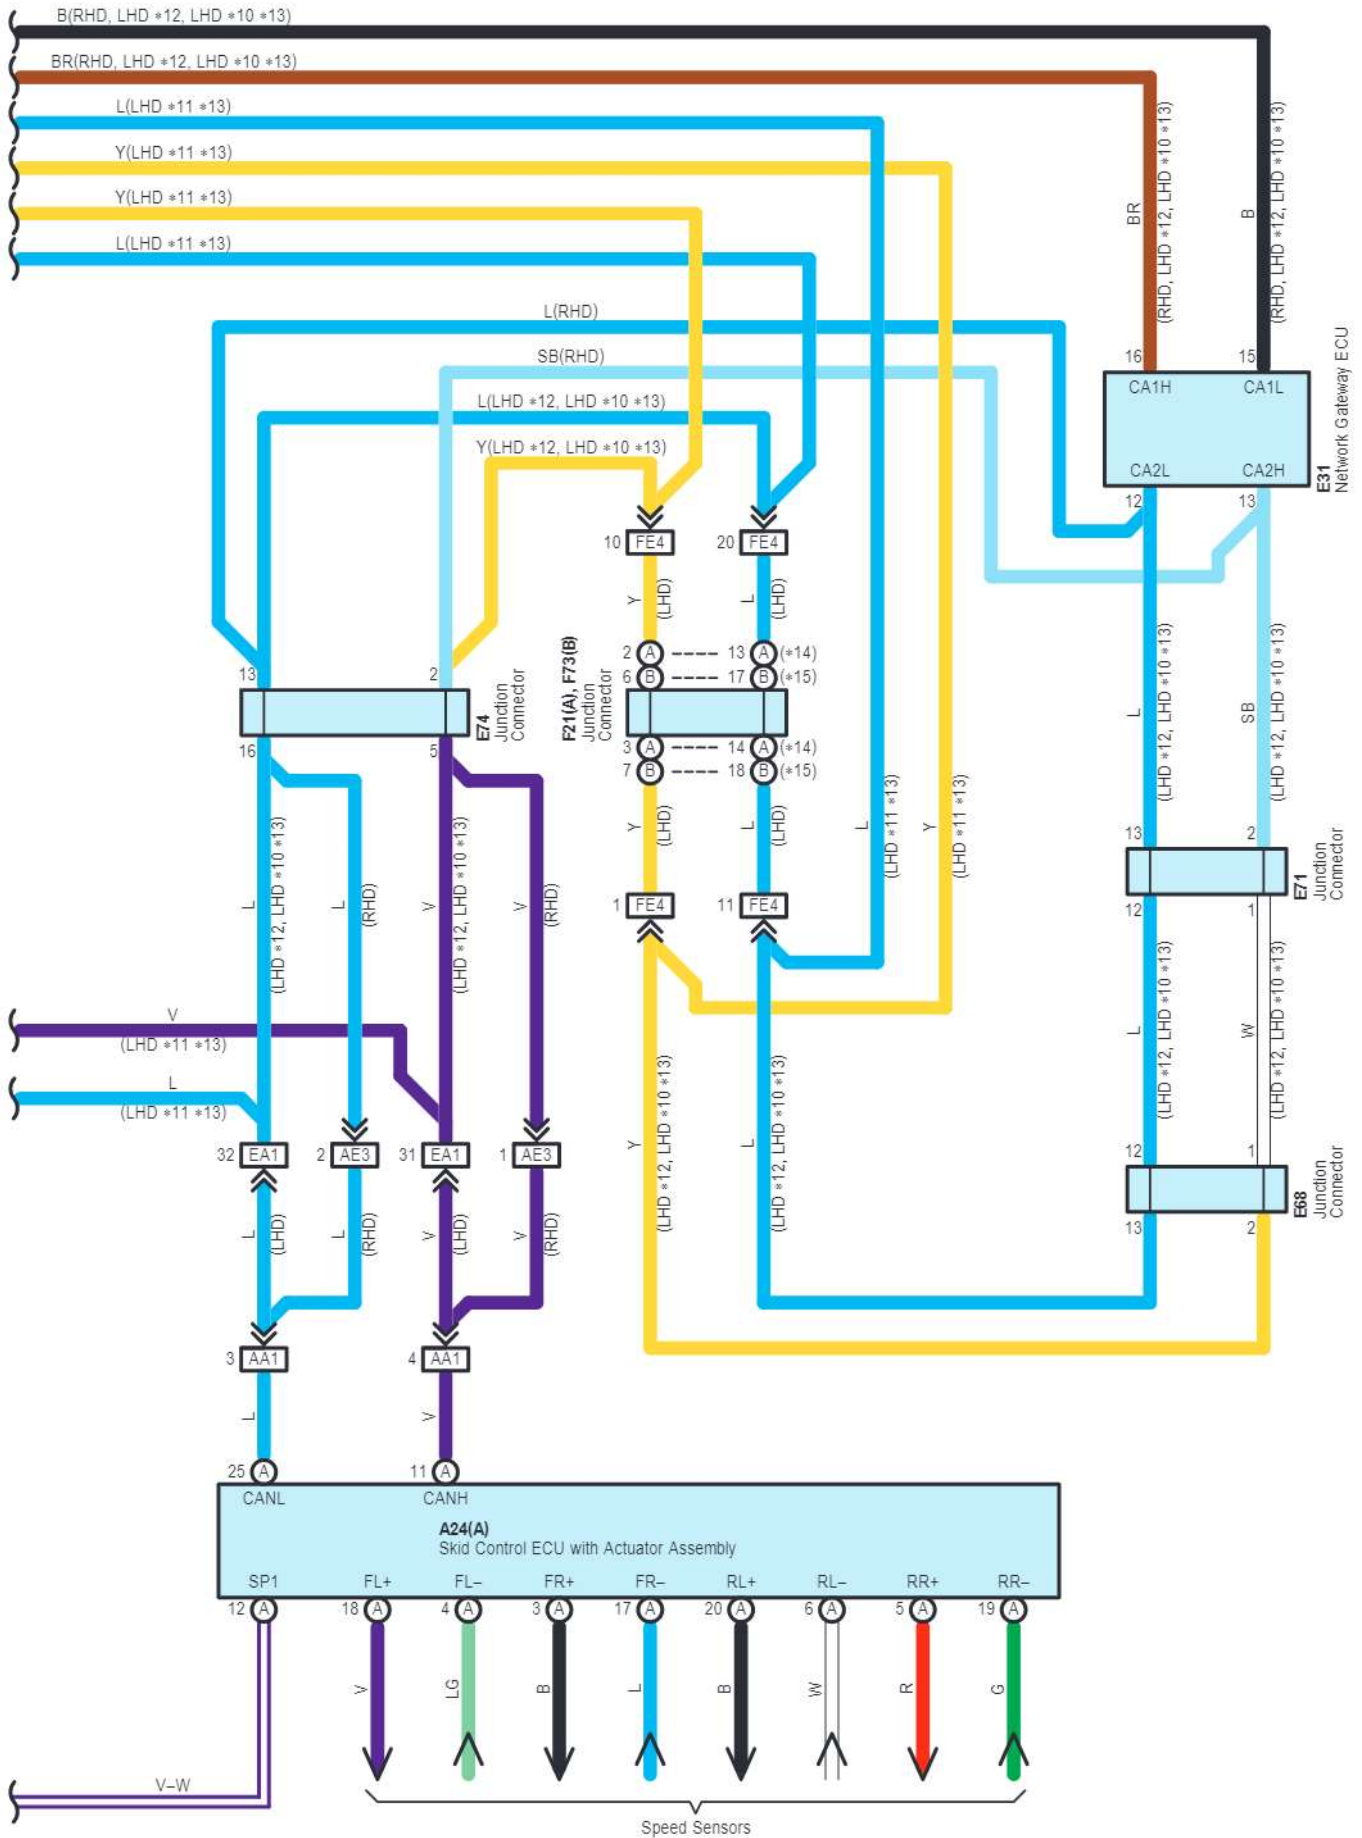 B(RHD, LHD *12, LHD *10 *13)
BR(RHD, LHD *12, LHD *10 *13)
L(LHD *11 *13)
Y(LHD *11 *13)
Y(LHD *11 *13)
L(LHD *11 *13)
BR
(RHD, LHD *12, LHD *10 *13)
B
(RHD, LHD *12, LHD *10 *13)
L(RHD)
SB(RHD)
L(LHD *12, LHD *10 *13)
Y(LHD *12, LHD *10 *13)
16
15
CA1H
CA1L
CA2L
CA2H
E31
Network Gateway ECU
12
13
10
FE4
20
FE4
Y
(LHD)
L
(LHD)
2
A
13
A
(*14)
6
B
17
B
(*15)
F21(A), F73(B)
Junction
Connector
3
A
14
A
(*14)
7
B
18
B
(*15)
13
2
E74
Junction
Connector
16
5
L
(LHD *12, LHD *10 *13)
SB
(LHD *12, LHD *10 *13)
Y
(LHD)
L
(LHD)
L
(LHD *11 *13)
Y
(LHD *11 *13)
13
2
E71
Junction
Connector
12
1
L
(LHD *12, LHD *10 *13)
L
(RHD)
V
(LHD *12, LHD *10 *13)
V
(RHD)
1
FE4
11
FE4
L
(LHD *12, LHD *10 *13)
W
(LHD *12, LHD *10 *13)
V
(LHD *11 *13)
L
(LHD *11 *13)
Y
(LHD *12, LHD *10 *13)
L
(LHD *12, LHD *10 *13)
32
EA1
2
AE3
31
EA1
1
AE3
12
1
E68
Junction
Connector
13
2
L
(LHD)
L
(RHD)
V
(LHD)
V
(RHD)
3
AA1
4
AA1
L
V
25
A
11
A
CANL
CANH
A24(A)
Skid Control ECU with Actuator Assembly
SP1
FL+
FL–
FR+
FR–
RL+
RL–
RR+
RR–
12
A
18
A
4
A
3
A
17
A
20
A
6
A
5
A
19
A
V
LG
B
L
B
W
R
G
V–W
Speed Sensors